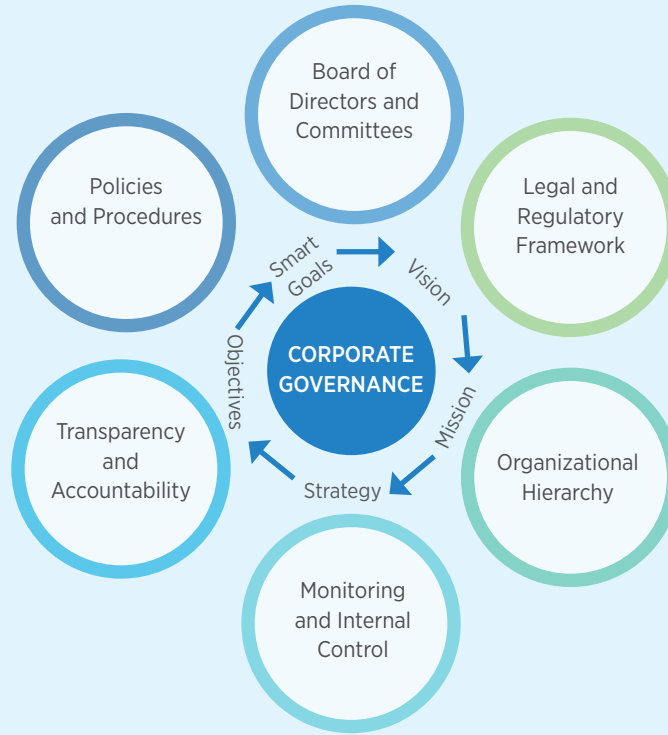 Board of
Directors and
Committees
Policies
and Procedures
Legal and
Regulatory
Framework
Smart
Goals
Vision
CORPORATE
GOVERNANCE
Objectives
Mission
Strategy
Transparency
and
Accountability
Organizational
Hierarchy
Monitoring
and Internal
Control